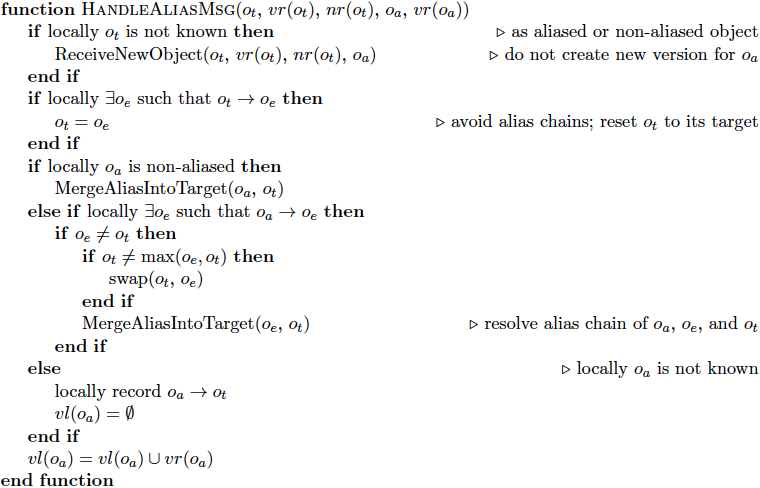 function HandleAliasMsg(o_t, vr(o_t), nr(o_t), o_a, vr(o_a))
if locally o_t is not known then ▷ as aliased or non-aliased object
ReceiveNewObject(o_t, vr(o_t), nr(o_t), o_a) ▷ do not create new version for o_a
end if
if locally ∃o_e such that o_t → o_e then
o_t = o_e ▷ avoid alias chains; reset o_t to its target
end if
if locally o_a is non-aliased then
MergeAliasIntoTarget(o_a, o_t)
else if locally ∃o_e such that o_a → o_e then
if o_e ≠ o_t then
if o_t ≠ max(o_e, o_t) then
swap(o_t, o_e)
end if
MergeAliasIntoTarget(o_e, o_t) ▷ resolve alias chain of o_a, o_e, and o_t
end if
else ▷ locally o_a is not known
locally record o_a → o_t
vl(o_a) = ∅
end if
vl(o_a) = vl(o_a) ∪ vr(o_a)
end function